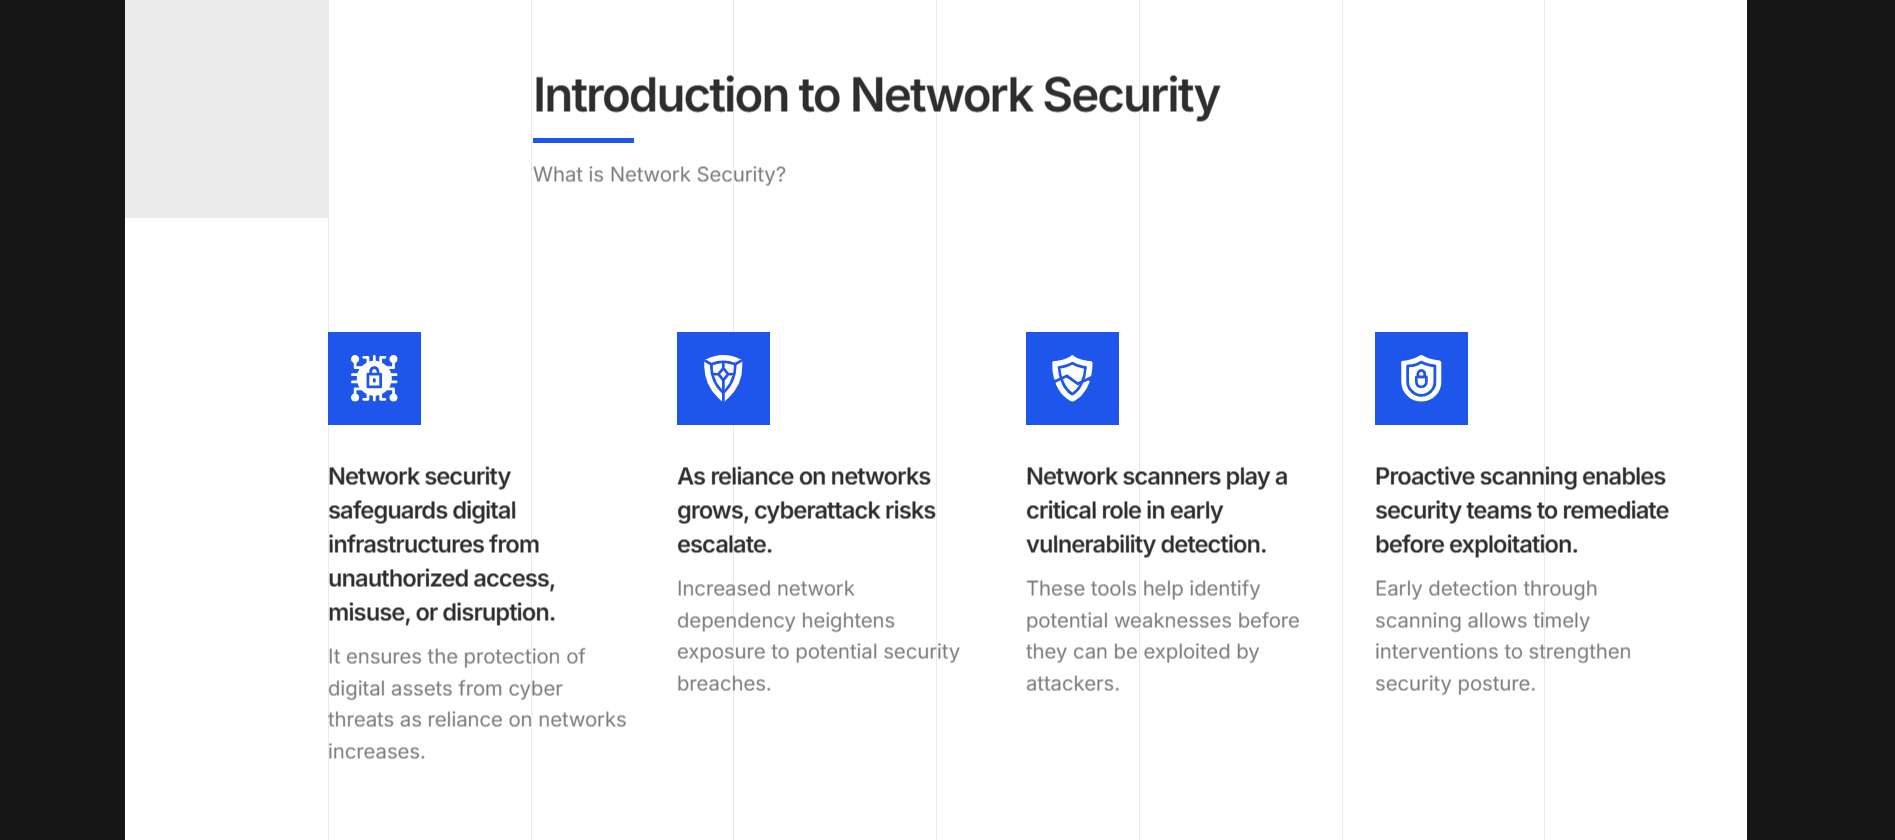 Introduction to Network Security
What is Network Security?
Network security
safeguards digital
infrastructures from
unauthorized access,
misuse, or disruption.
It ensures the protection of
digital assets from cyber
threats as reliance on networks
increases.
As reliance on networks
grows, cyberattack risks
escalate.
Increased network
dependency heightens
exposure to potential security
breaches.
Network scanners play a
critical role in early
vulnerability detection.
These tools help identify
potential weaknesses before
they can be exploited by
attackers.
Proactive scanning enables
security teams to remediate
before exploitation.
Early detection through
scanning allows timely
interventions to strengthen
security posture.